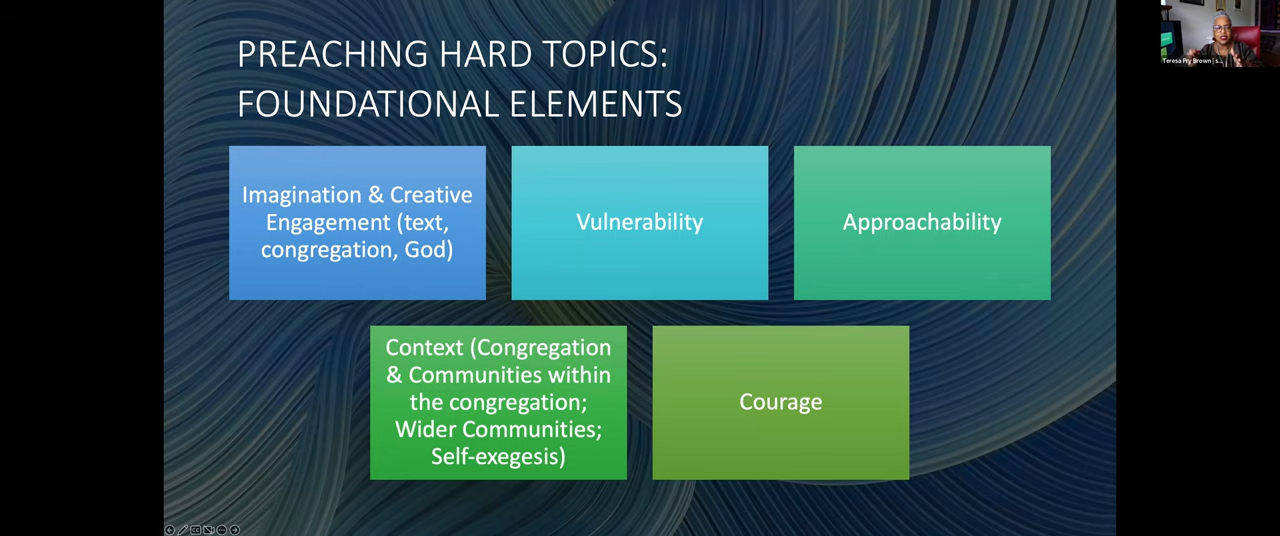 PREACHING HARD TOPICS:
FOUNDATIONAL ELEMENTS
Imagination & Creative
Engagement (text,
congregation, God)
Vulnerability
Approachability
Context (Congregation
& Communities within
the congregation;
Wider Communities;
Self-exegesis)
Courage
Teresa Fry Brown | s...